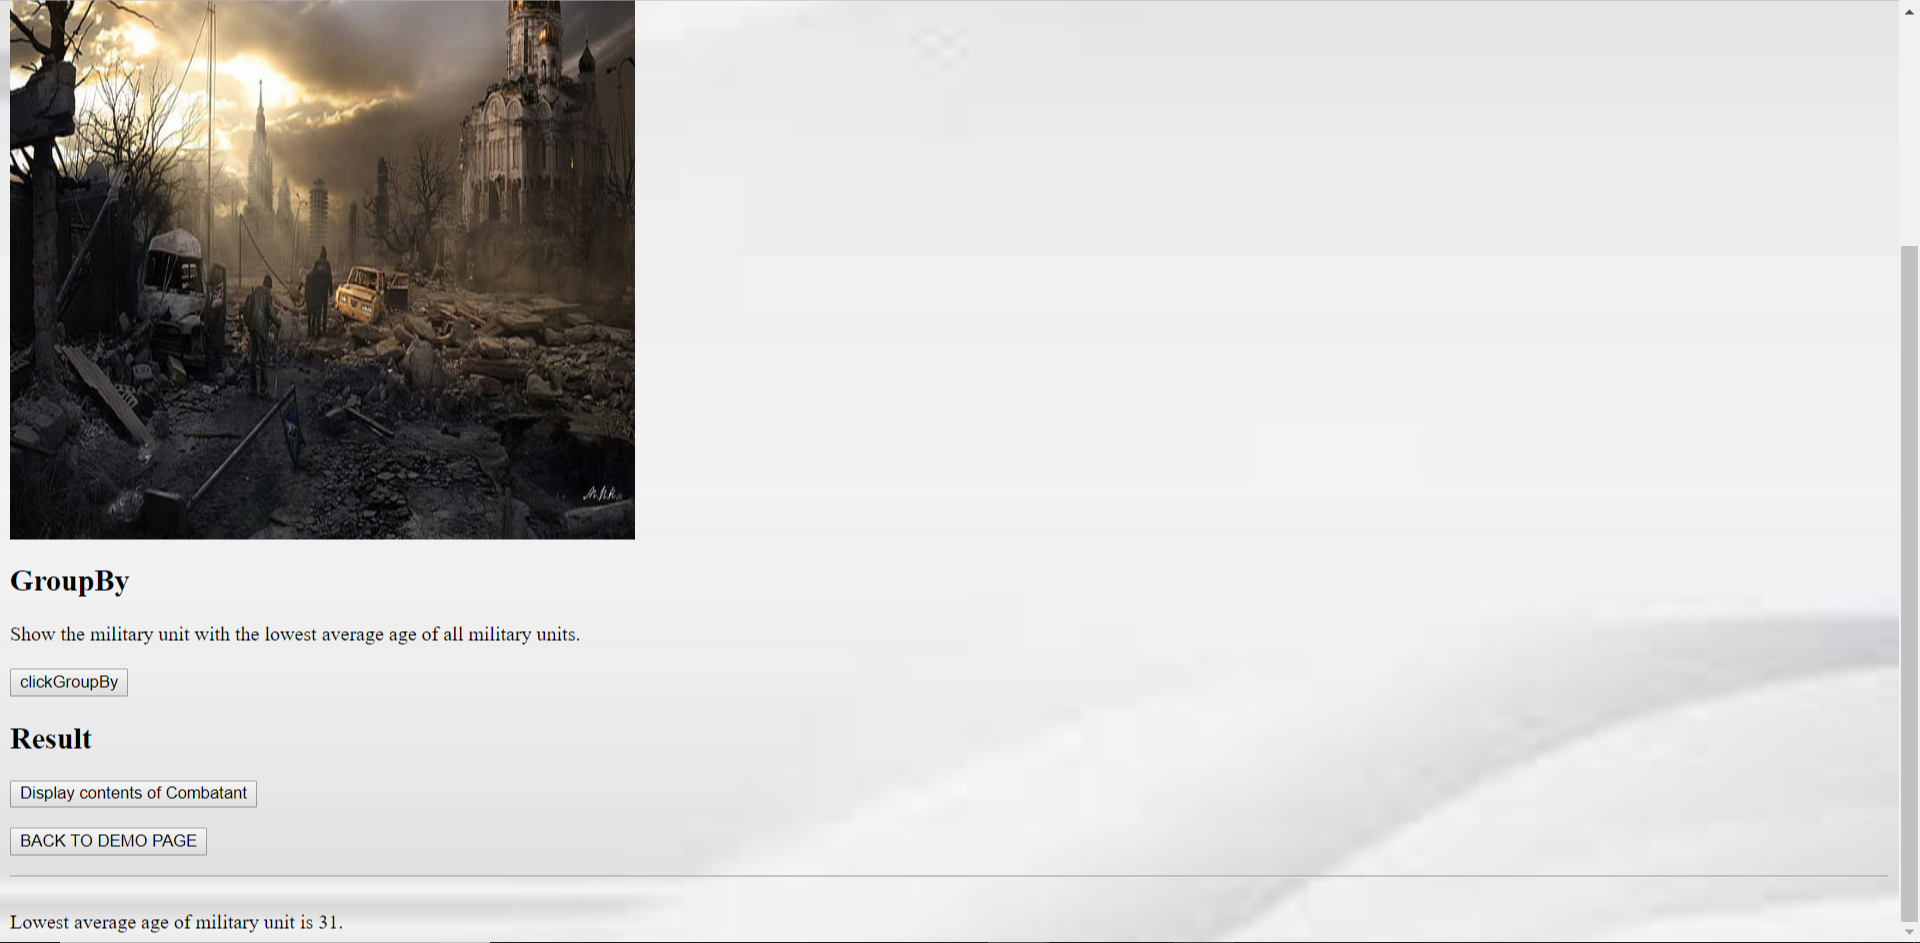 GroupBy
Show the military unit with the lowest average age of all military units.
clickGroupBy
Result
Display contents of Combatant
BACK TO DEMO PAGE
Lowest average age of military unit is 31.